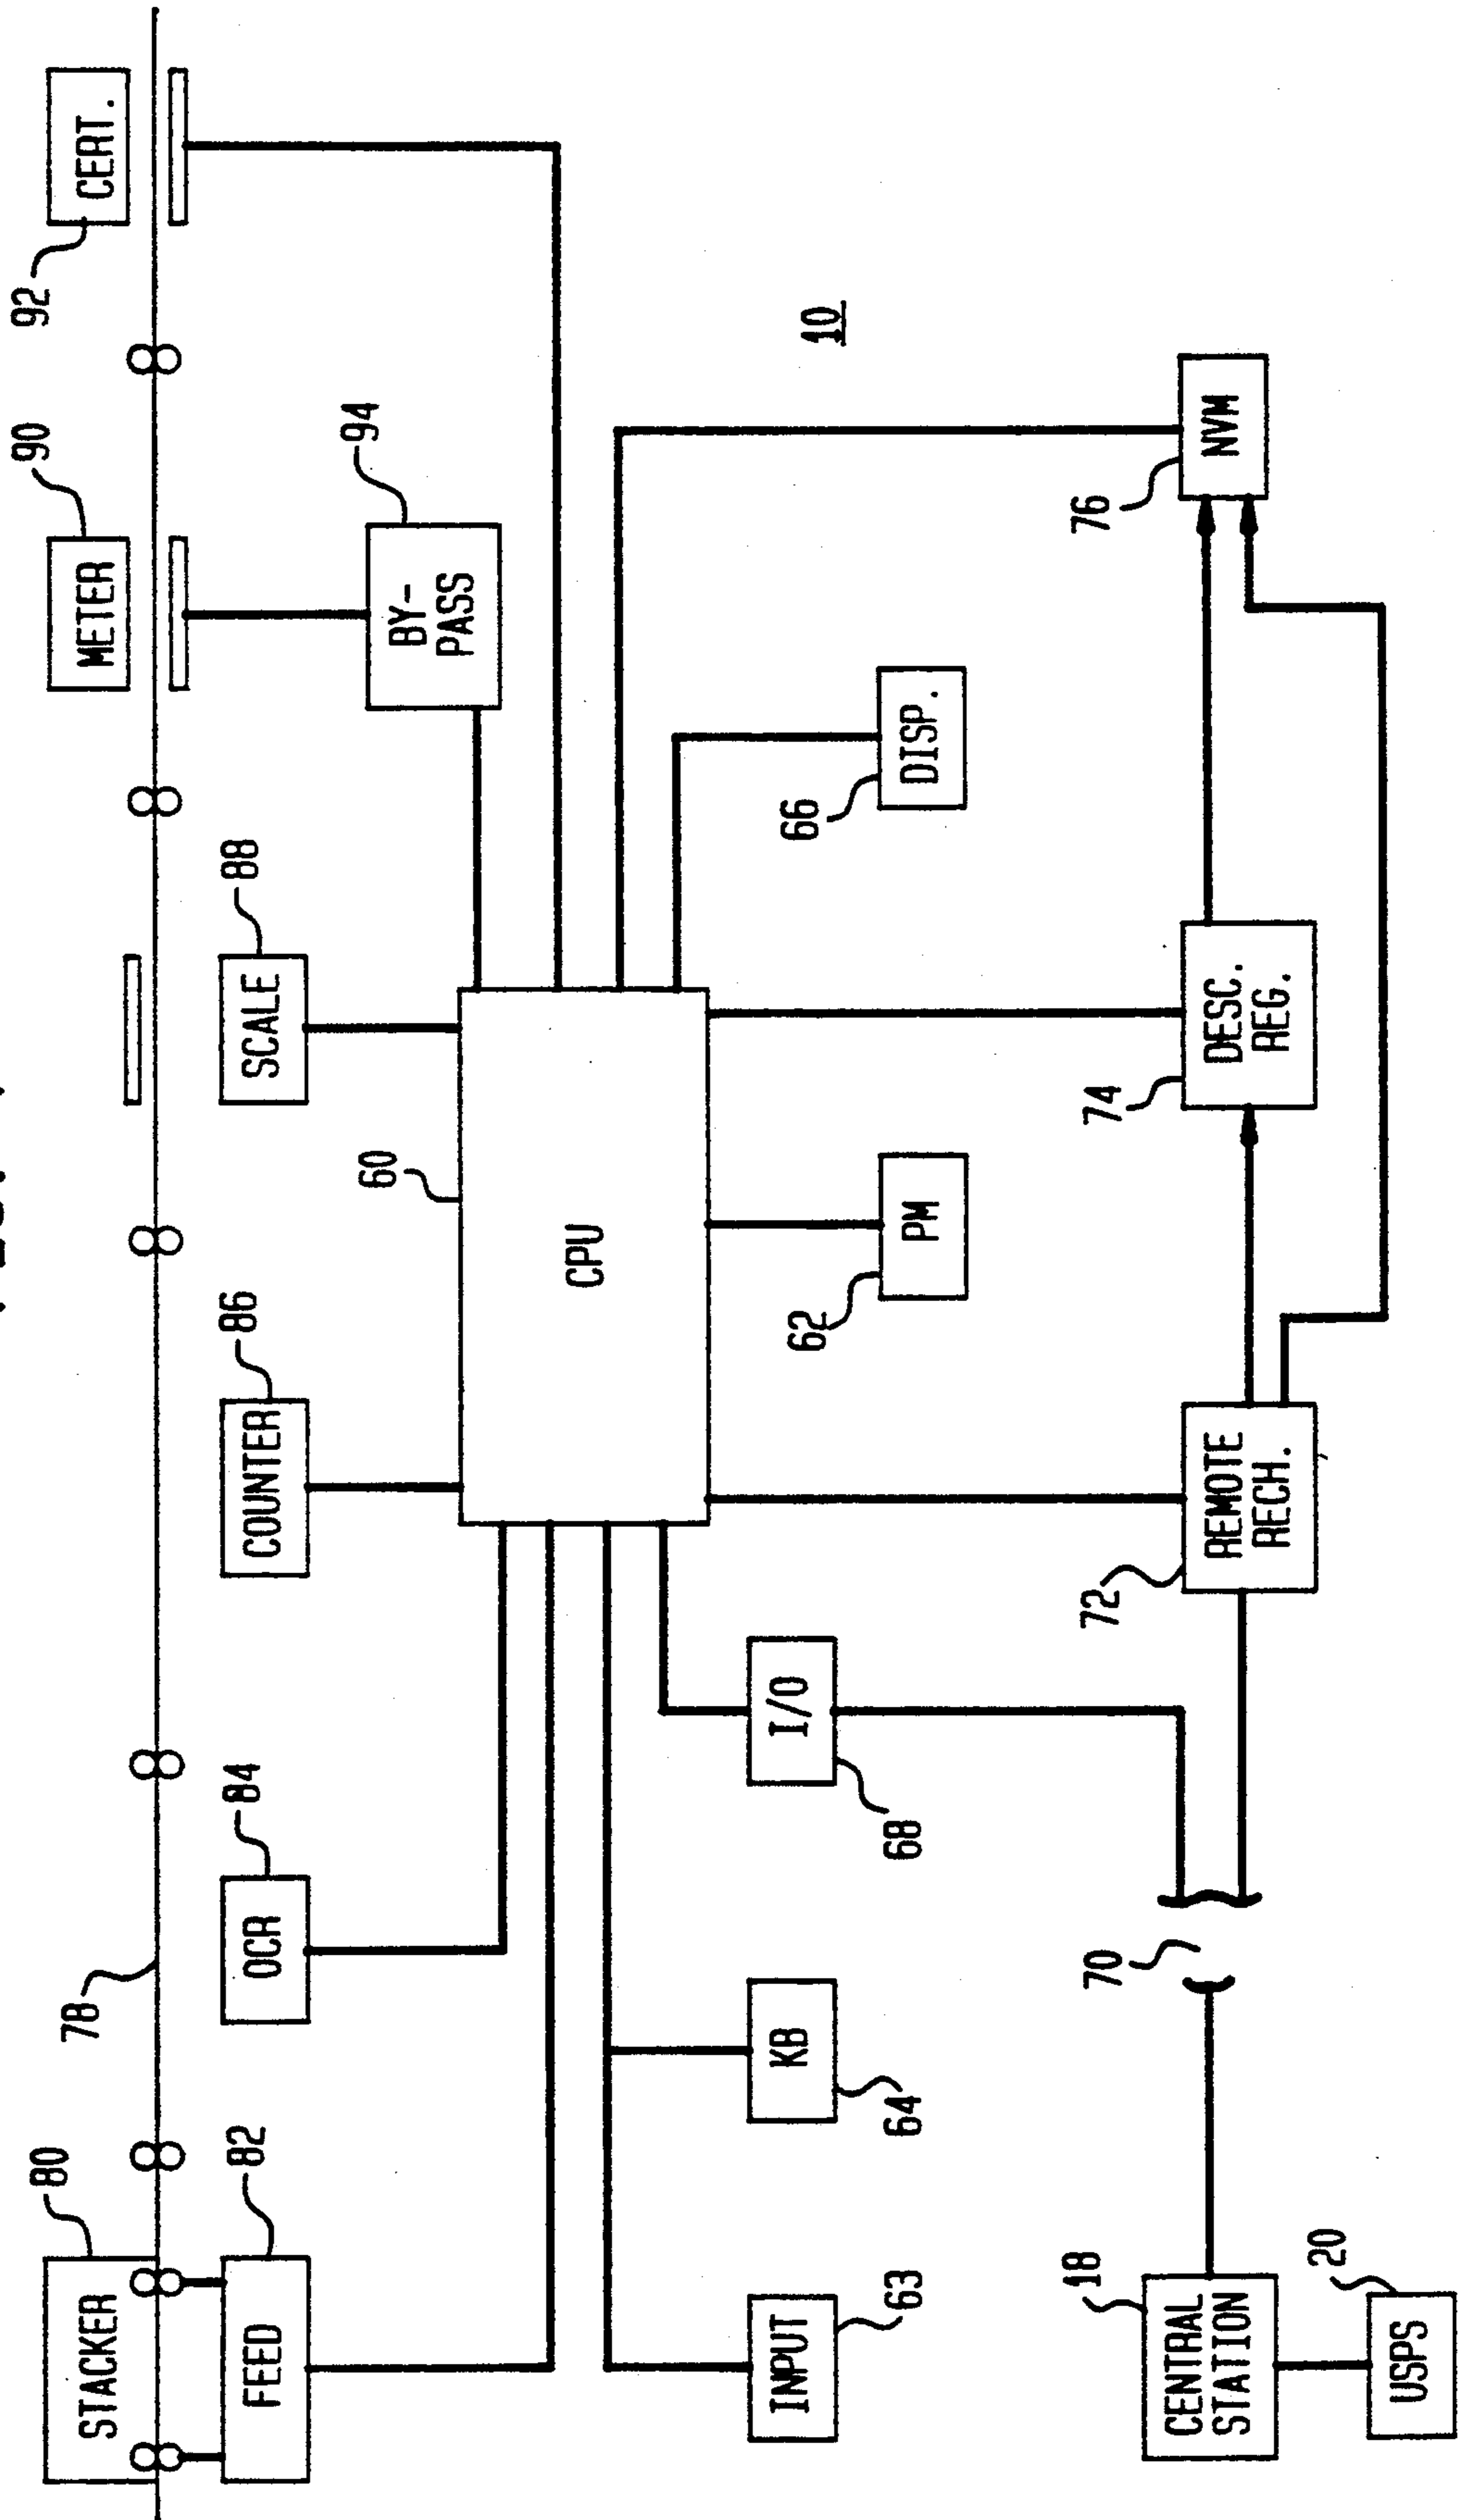 80
STACKER
78
90
METER
92
CERT.
82
FEED
84
OCR
86
COUNTER
88
SCALE
94
BY-
PASS
60
CPU
63
INPUT
64
KB
68
I/O
62
PM
66
DISP.
10
18
CENTRAL
STATION
70
72
REMOTE
RECH.
74
DESC.
REG.
76
NVM
20
USPS